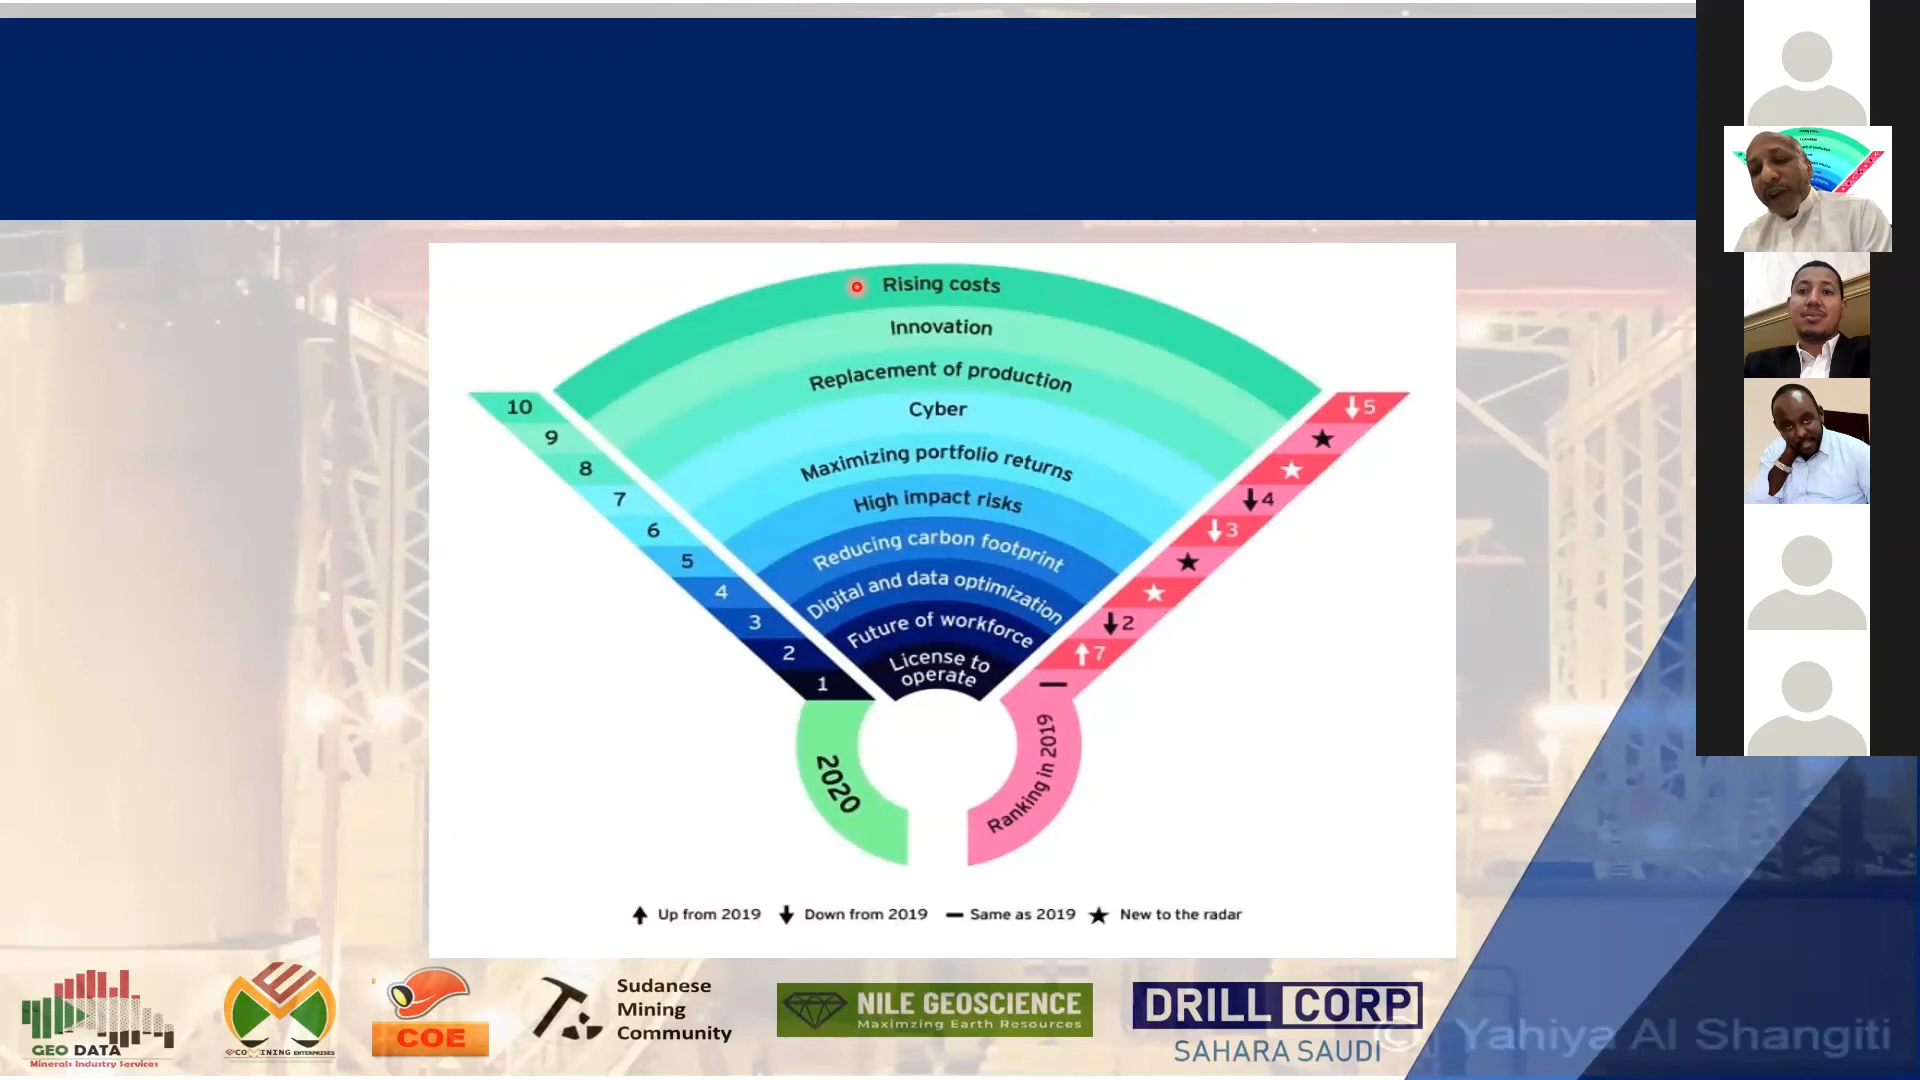 Rising costs
Innovation
Replacement of production
Cyber
Maximizing portfolio returns
High impact risks
Reducing carbon footprint
Digital and data optimization
Future of workforce
License to
operate
10
9
8
7
6
5
4
3
2
1
5
4
3
2
7
2020
Ranking in 2019
Up from 2019
Down from 2019
Same as 2019
New to the radar
GEO DATA
Minerals Industry Services
ECOMINING ENTERPRISES
COE
Sudanese
Mining
Community
NILE GEOSCIENCE
Maximzing Earth Resources
DRILL CORP
SAHARA SAUDI
© Yahiya Al Shangiti